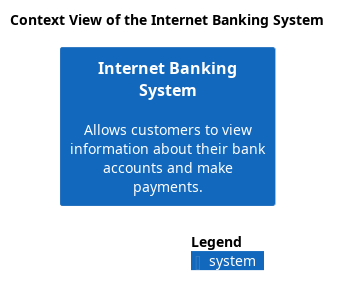 Context View of the Internet Banking System
Internet Banking
System
Allows customers to view
information about their bank
accounts and make
payments.
Legend
system